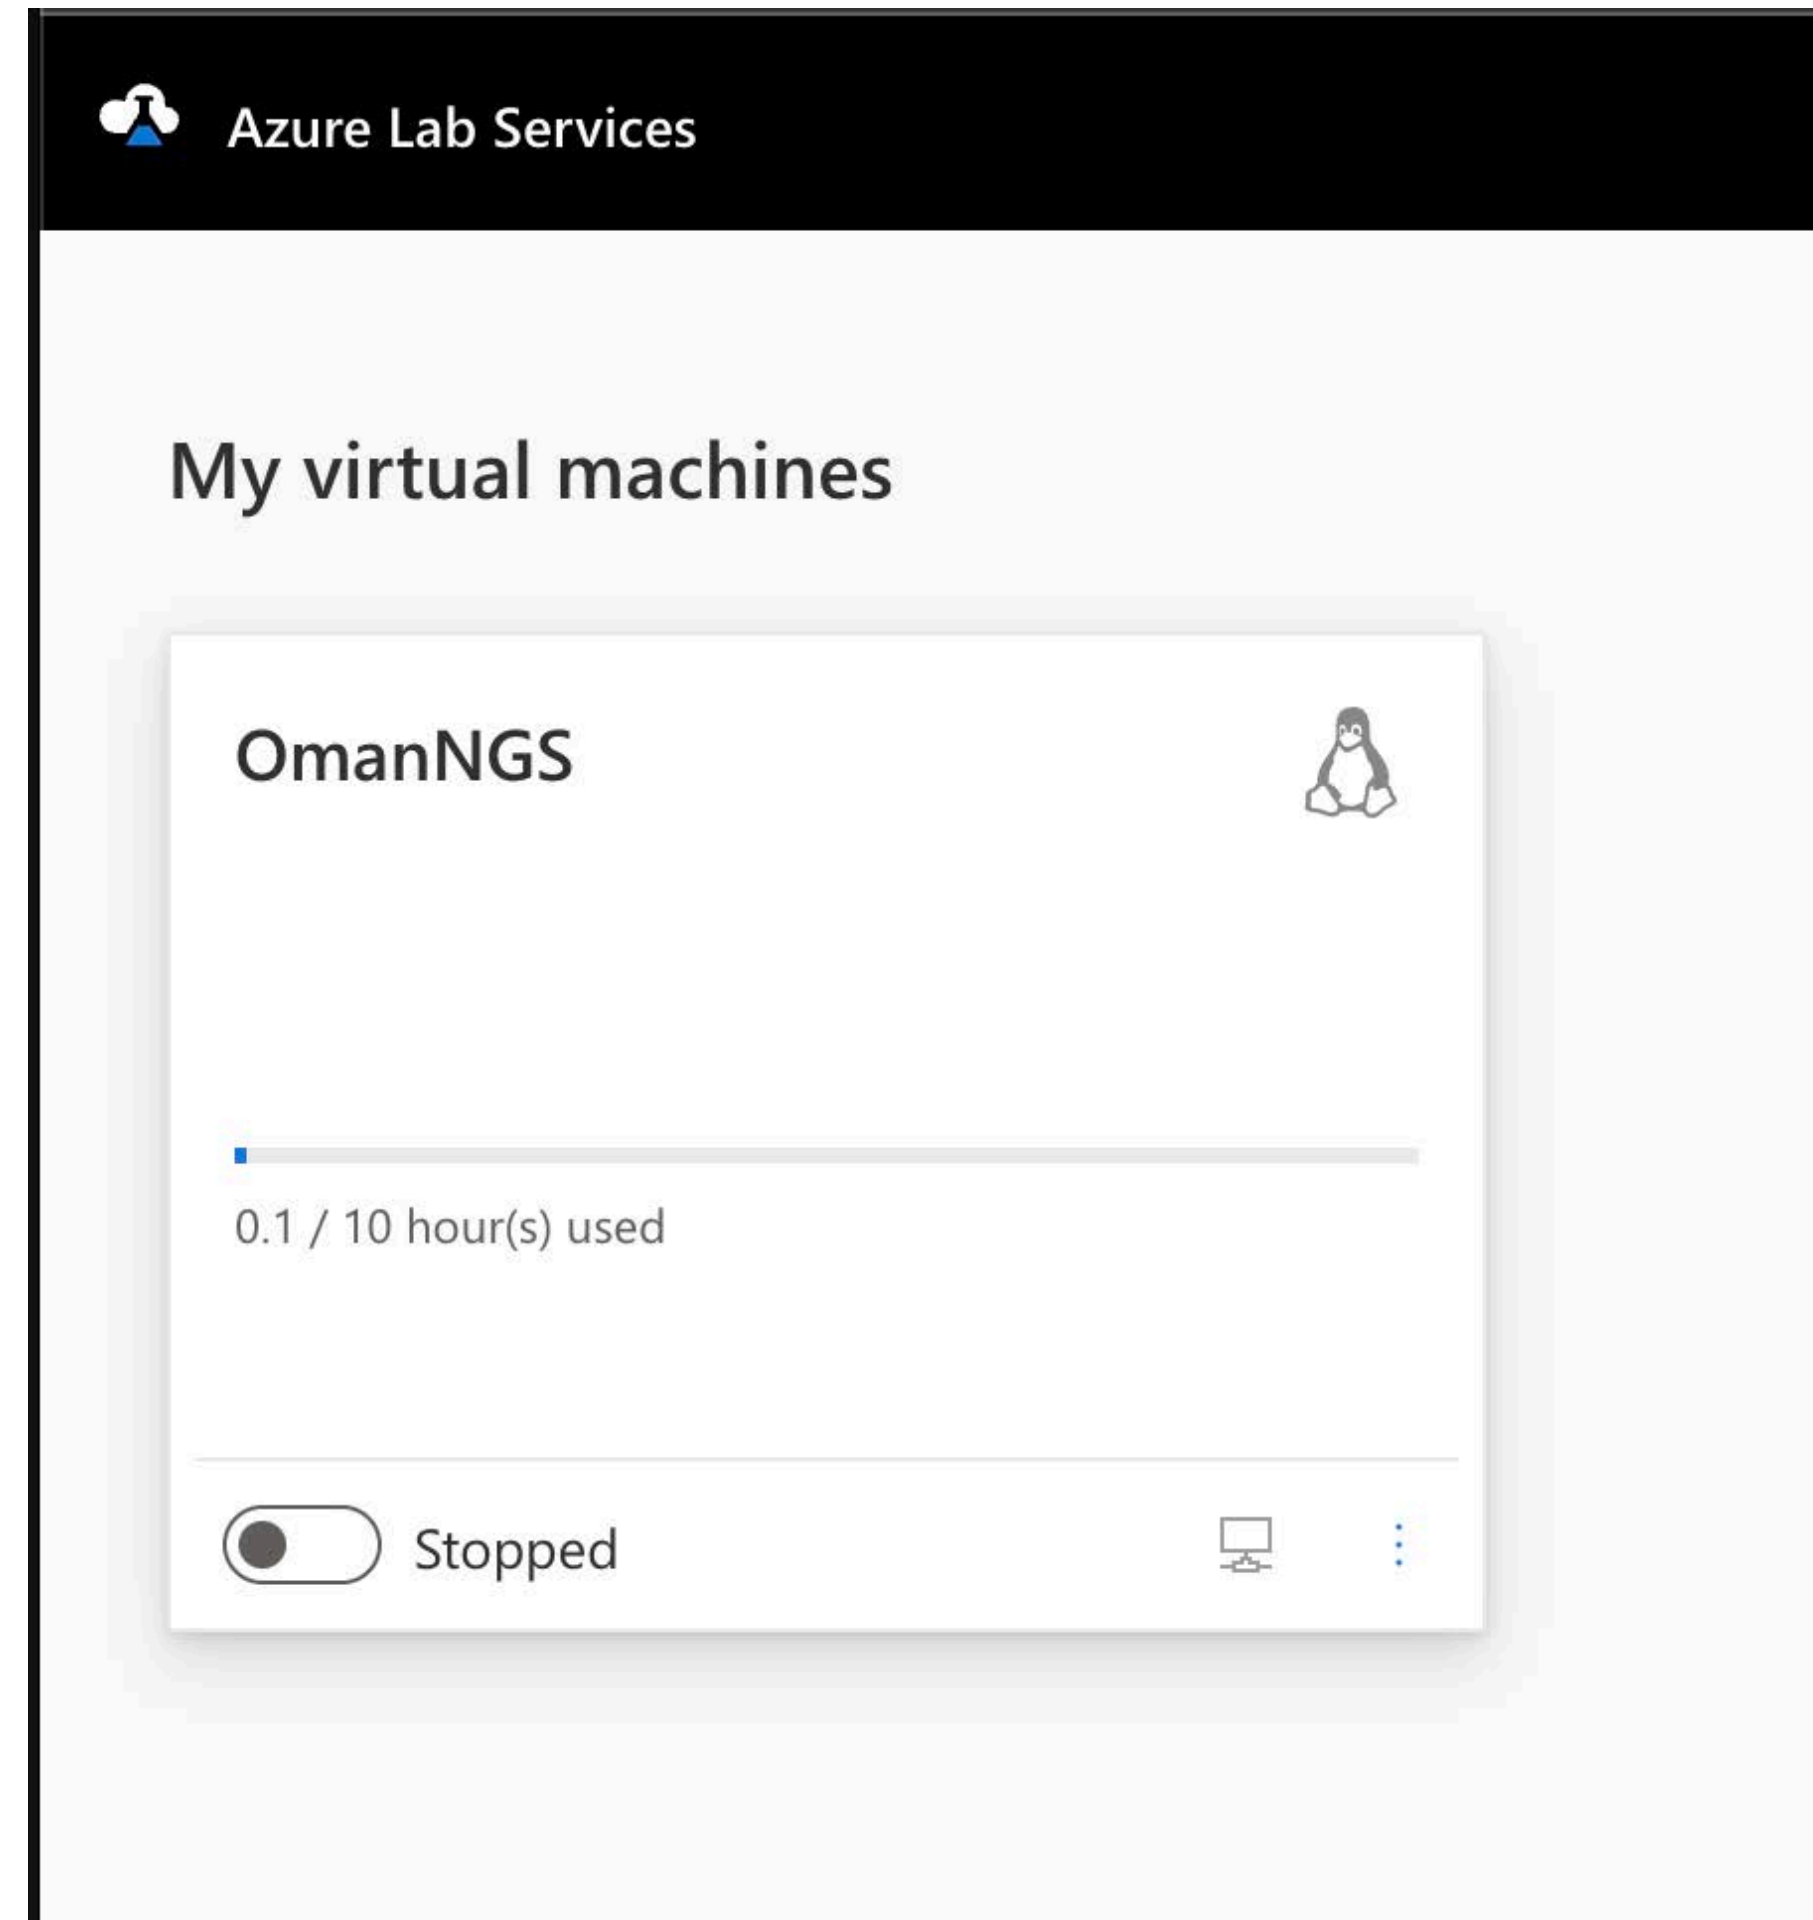 Azure Lab Services
My virtual machines
OmanNGS
0.1 / 10 hour(s) used
Stopped